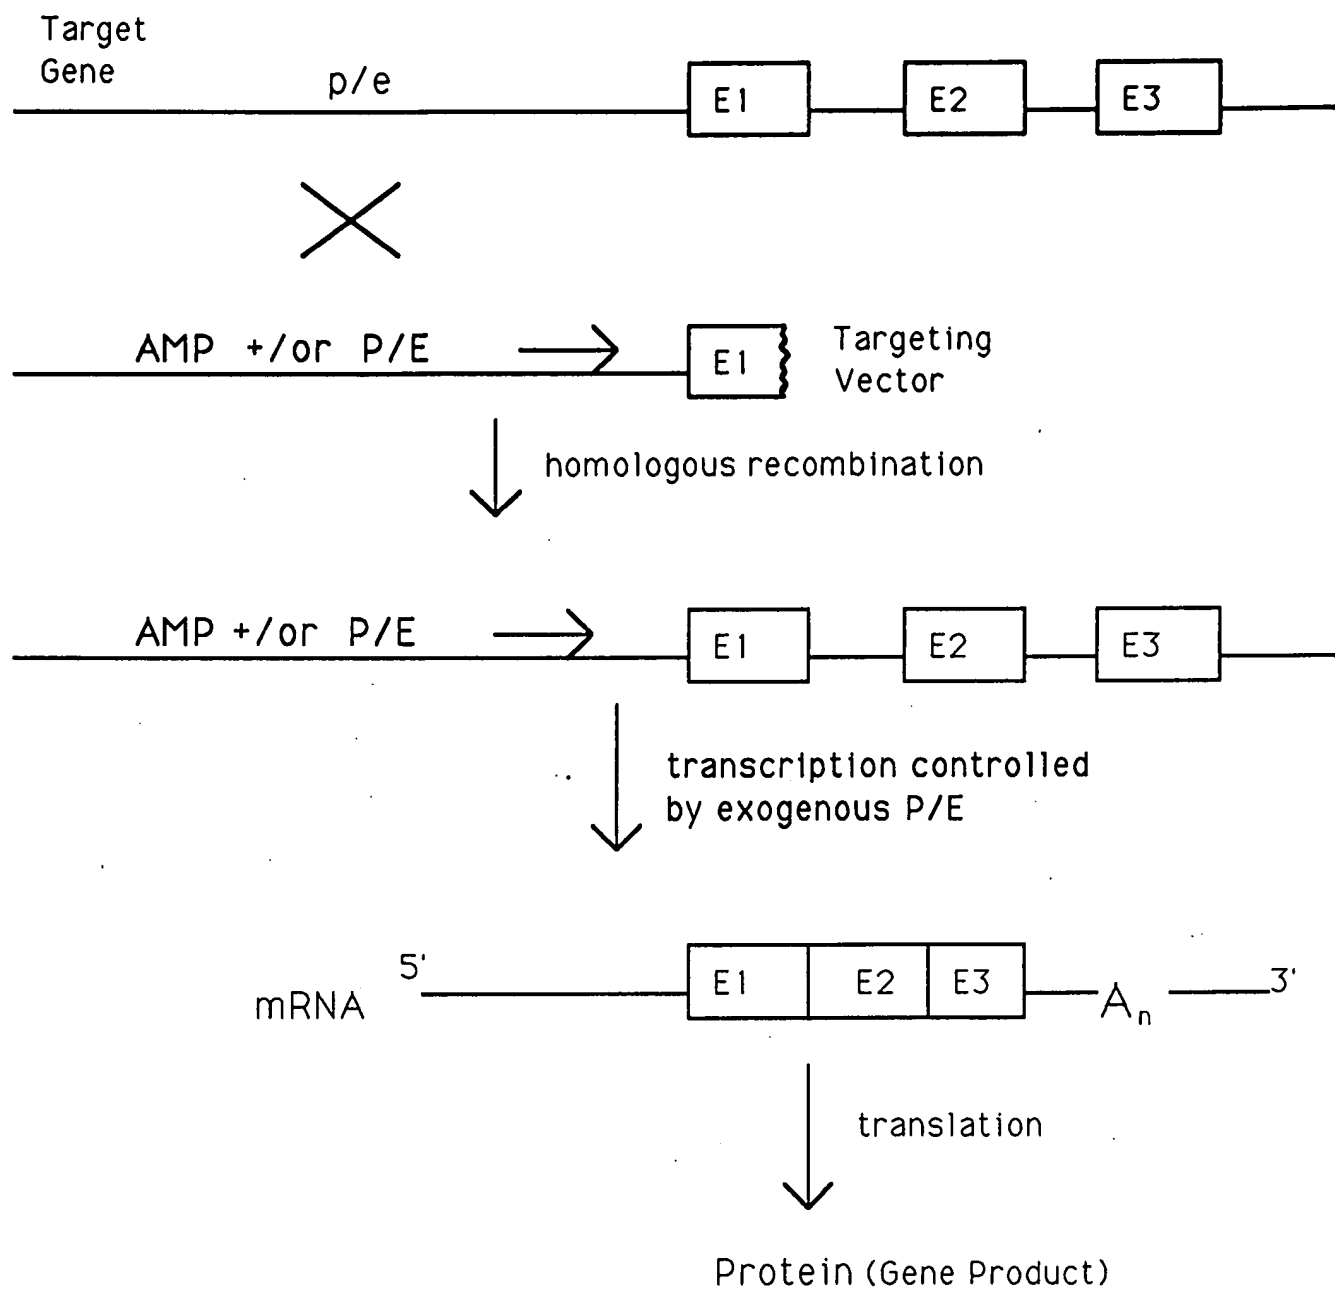 Target
Gene
p/e
E1 E2 E3
AMP +/or P/E
E1
Targeting
Vector
homologous recombination
AMP +/or P/E
E1 E2 E3
transcription controlled
by exogenous P/E
mRNA 5' E1 E2 E3 An 3'
translation
Protein (Gene Product)